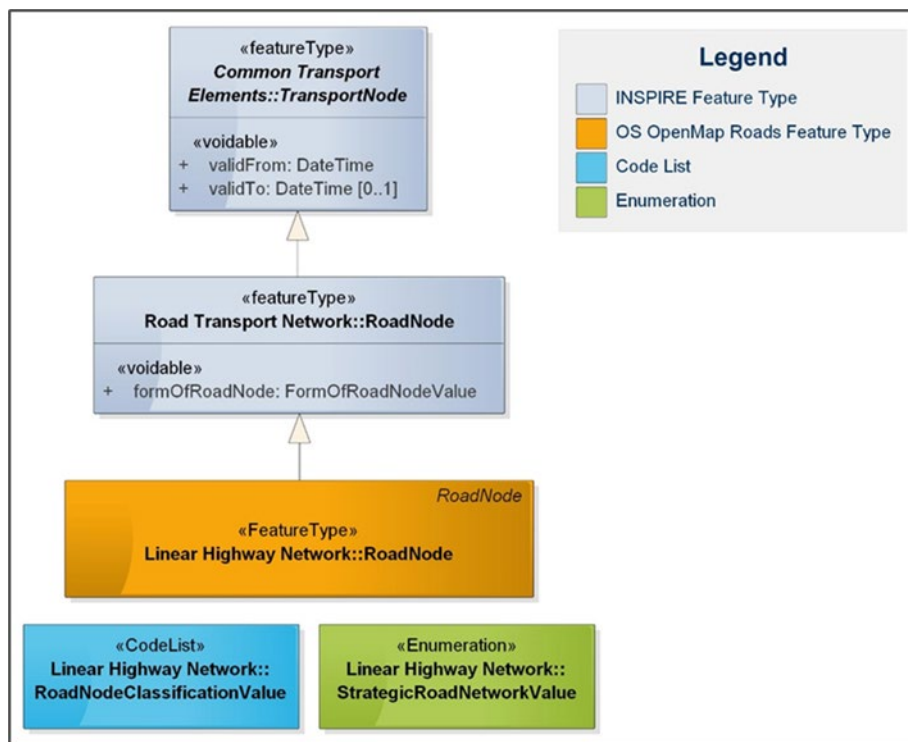 «featureType»
Common Transport
Elements::TransportNode
«voidable»
+ validFrom: DateTime
+ validTo: DateTime [0..1]
Legend
INSPIRE Feature Type
OS OpenMap Roads Feature Type
Code List
Enumeration
«featureType»
Road Transport Network::RoadNode
«voidable»
+ formOfRoadNode: FormOfRoadNodeValue
RoadNode
«FeatureType»
Linear Highway Network::RoadNode
«CodeList»
Linear Highway Network::
RoadNodeClassificationValue
«Enumeration»
Linear Highway Network::
StrategicRoadNetworkValue